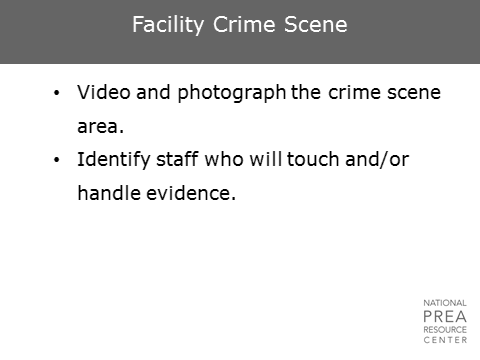 Facility Crime Scene
• Video and photograph the crime scene
area.
• Identify staff who will touch and/or
handle evidence.
NATIONAL
PREA
RESOURCE
CENTER